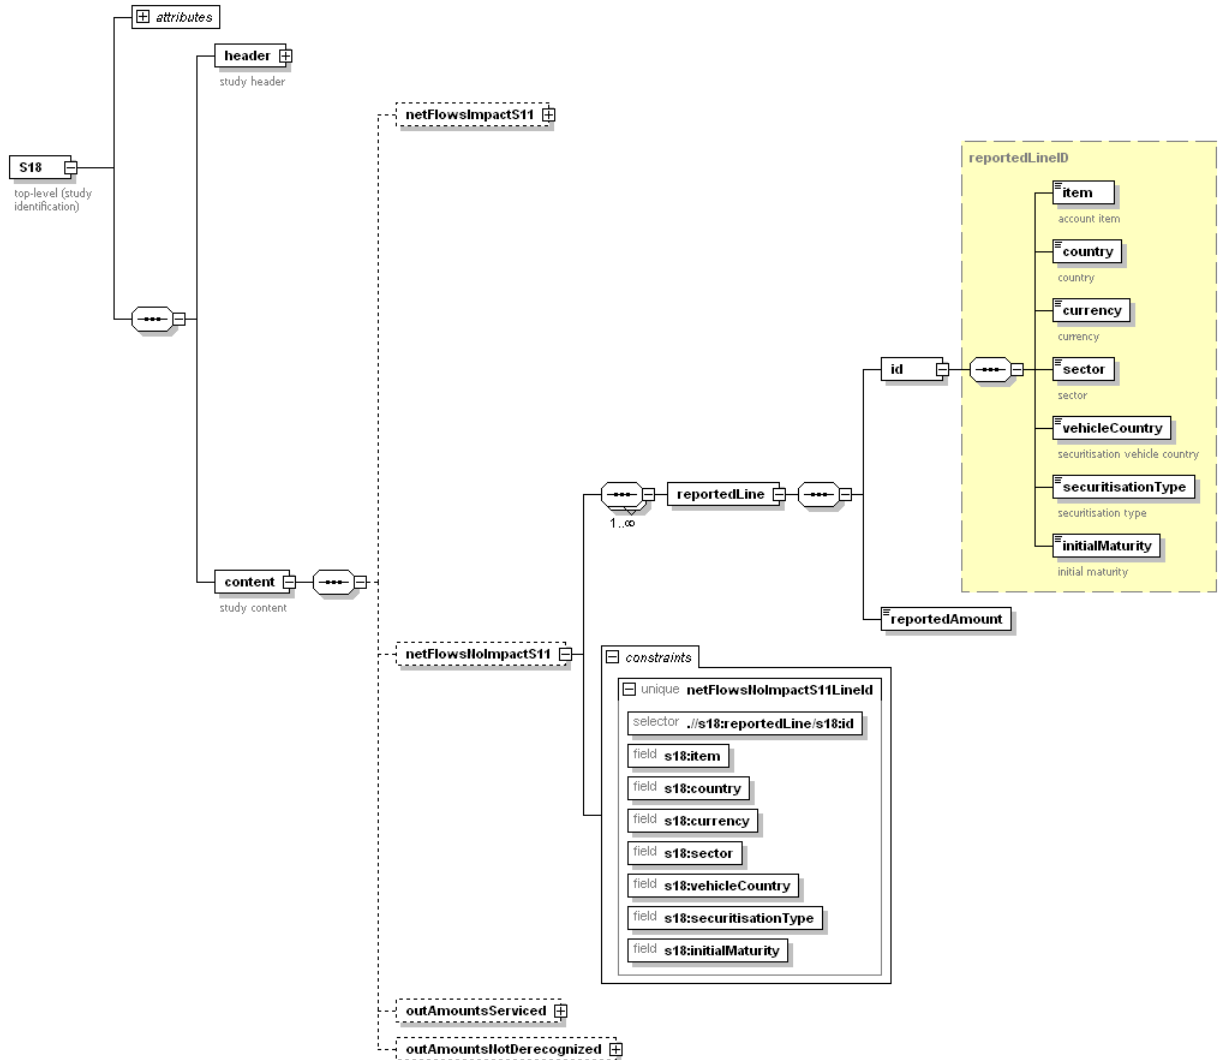 attributes
header
study header
netFlowsImpactS11
S18
top-level (study
identification)
reportedLineID
item
account item
country
country
currency
currency
id
sector
sector
vehicleCountry
securitisation vehicle country
securitisationType
securitisation type
initialMaturity
initial maturity
reportedLine
1..∞
content
study content
reportedAmount
netFlowsNoImpactS11
constraints
unique netFlowsNoImpactS11LineId
selector .//s18:reportedLine/s18:id
field s18:item
field s18:country
field s18:currency
field s18:sector
field s18:vehicleCountry
field s18:securitisationType
field s18:initialMaturity
outAmountsServiced
outAmountsNotDerecognized